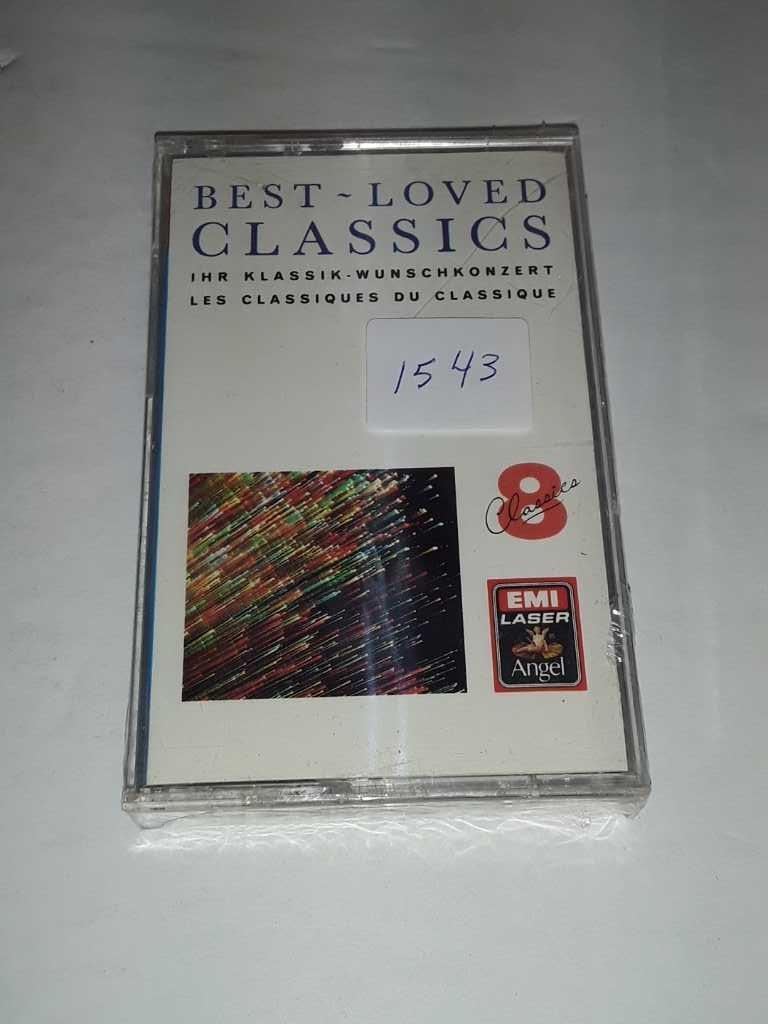 BEST ~ LOVED
CLASSICS
IHR KLASSIK-WUNSCHKONZERT
LES CLASSIQUES DU CLASSIQUE
1543
8
Classics
EMI
LASER
Angel